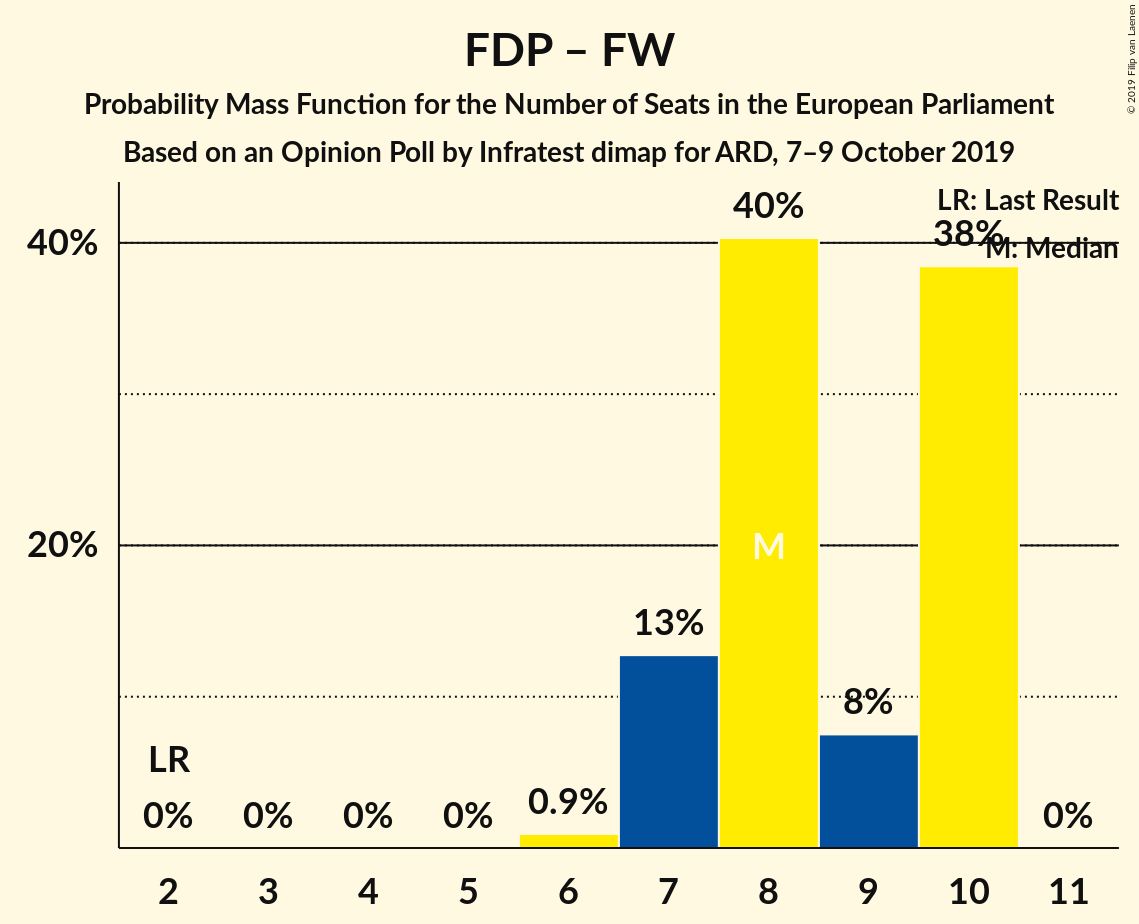 FDP – FW
Probability Mass Function for the Number of Seats in the European Parliament
Based on an Opinion Poll by Infratest dimap for ARD, 7–9 October 2019
© 2019 Filip van Laenen
LR: Last Result
M: Median
40%
20%
LR
0%
0%
0%
0%
0.9%
13%
40%
M
8%
38%
0%
2 3 4 5 6 7 8 9 10 11